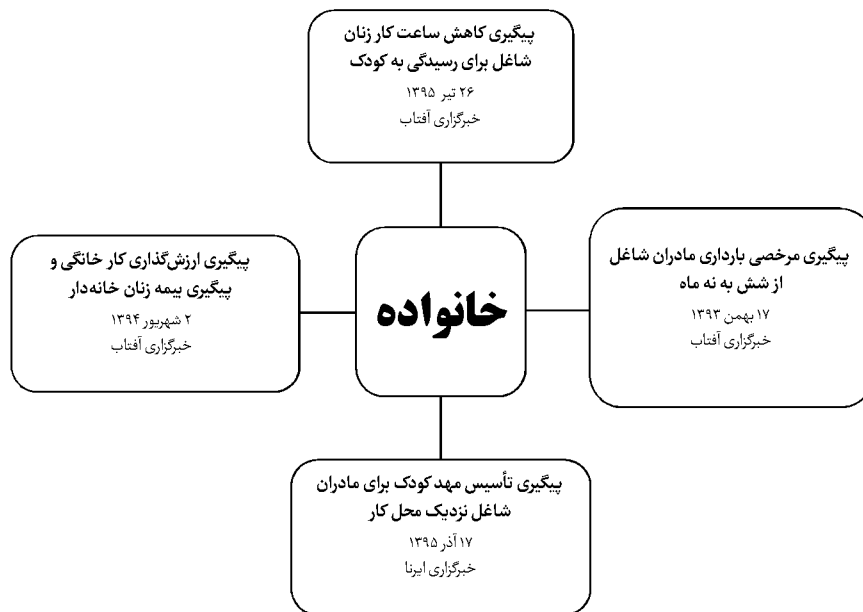 پیگیری کاهش ساعت کار زنان
شاغل برای رسیدگی به کودک
۲۶ تیر ۱۳۹۵
خبرگزاری آفتاب
پیگیری مرخصی بارداری مادران شاغل
از شش به نه ماه
۱۷ بهمن ۱۳۹۳
خبرگزاری آفتاب
خانواده
پیگیری ارزش‌گذاری کار خانگی و
پیگیری بیمه زنان خانه‌دار
۲ شهریور ۱۳۹۴
خبرگزاری آفتاب
پیگیری تأسیس مهد کودک برای مادران
شاغل نزدیک محل کار
۱۷ آذر ۱۳۹۵
خبرگزاری ایرنا